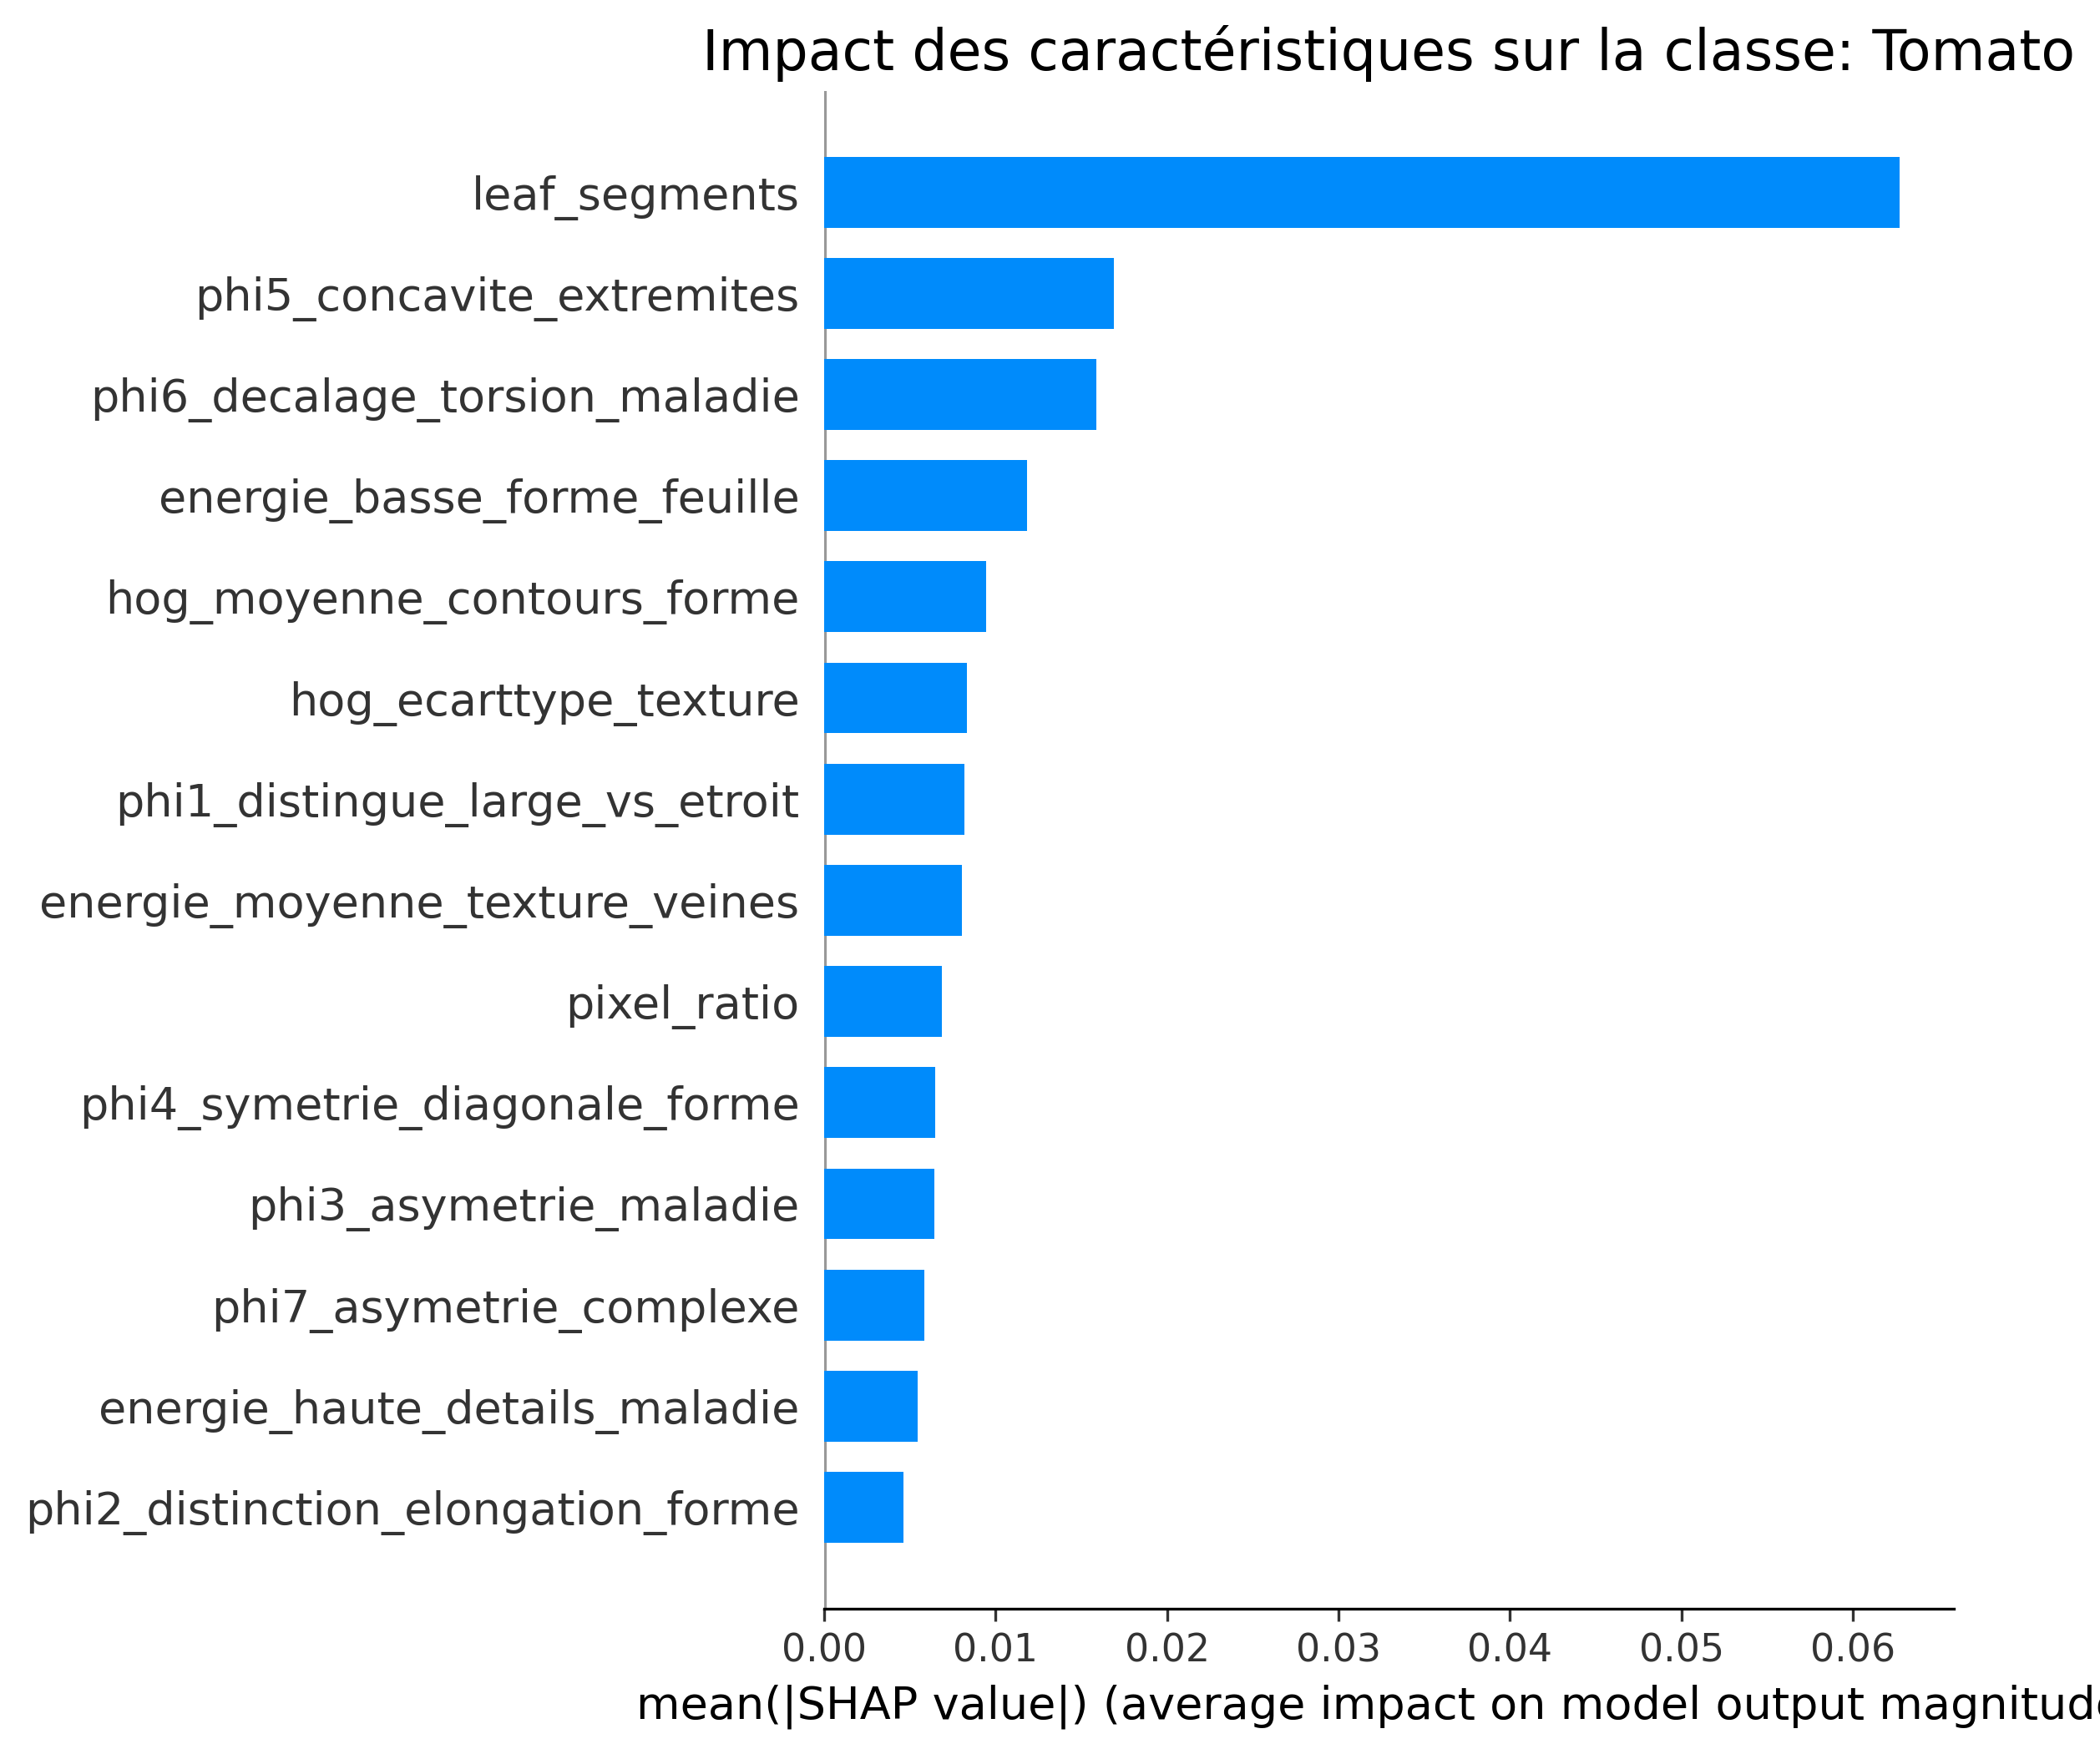 Impact des caractéristiques sur la classe: Tomato
leaf_segments
phi5_concavite_extremites
phi6_decalage_torsion_maladie
energie_basse_forme_feuille
hog_moyenne_contours_forme
hog_ecarttype_texture
phi1_distingue_large_vs_etroit
energie_moyenne_texture_veines
pixel_ratio
phi4_symetrie_diagonale_forme
phi3_asymetrie_maladie
phi7_asymetrie_complexe
energie_haute_details_maladie
phi2_distinction_elongation_forme
0.00 0.01 0.02 0.03 0.04 0.05 0.06
mean(|SHAP value|) (average impact on model output magnitude